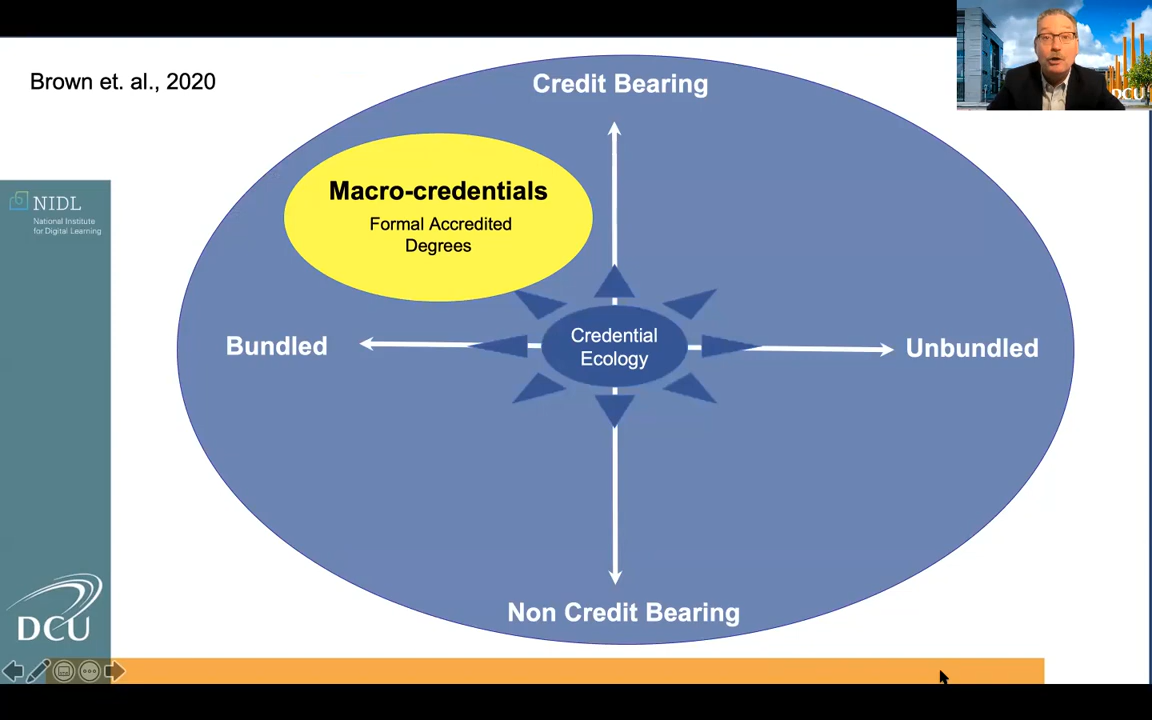 Brown et. al., 2020
Credit Bearing
Macro-credentials
Formal Accredited
Degrees
NIDL
National Institute
for Digital Learning
Bundled
Credential
Ecology
Unbundled
Non Credit Bearing
DCU
DCU